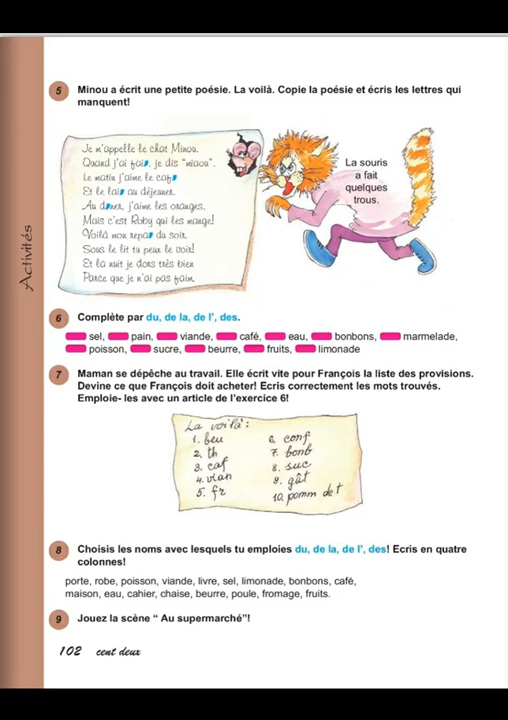 5 Minou a écrit une petite poésie. La voilà. Copie la poésie et écris les lettres qui
manquent!
Je m'appelle le chat Minou.
Quand j'ai fai, je dis "miaou".
Le matin j'aime le caf
Et le lai au déjeuner.
Au dner, j'aime les oranges,
Mais c'est Roby qui les mange!
Voilà mon repa du soir
Sous le lit tu peux le voir!
Et la nuit je dors très bien
Parce que je n'ai pas faim
La souris
a fait
quelques
trous.
Activités
6 Complète par du, de la, de l', des.
sel, pain, viande, café, eau, bonbons, marmelade,
poisson, sucre, beurre, fruits, limonade
7 Maman se dépêche au travail. Elle écrit vite pour François la liste des provisions.
Devine ce que François doit acheter! Ecris correctement les mots trouvés.
Emploie- les avec un article de l'exercice 6!
La voilà:
1. beu
2. th
3. caf
4. vian
5. fr
6. conf
7. bonb
8. suc
9. gât
10. pomm de t
8 Choisis les noms avec lesquels tu emploies du, de la, de l', des! Ecris en quatre
colonnes!
porte, robe, poisson, viande, livre, sel, limonade, bonbons, café,
maison, eau, cahier, chaise, beurre, poule, fromage, fruits.
9 Jouez la scène " Au supermarché"!
102 cent deux